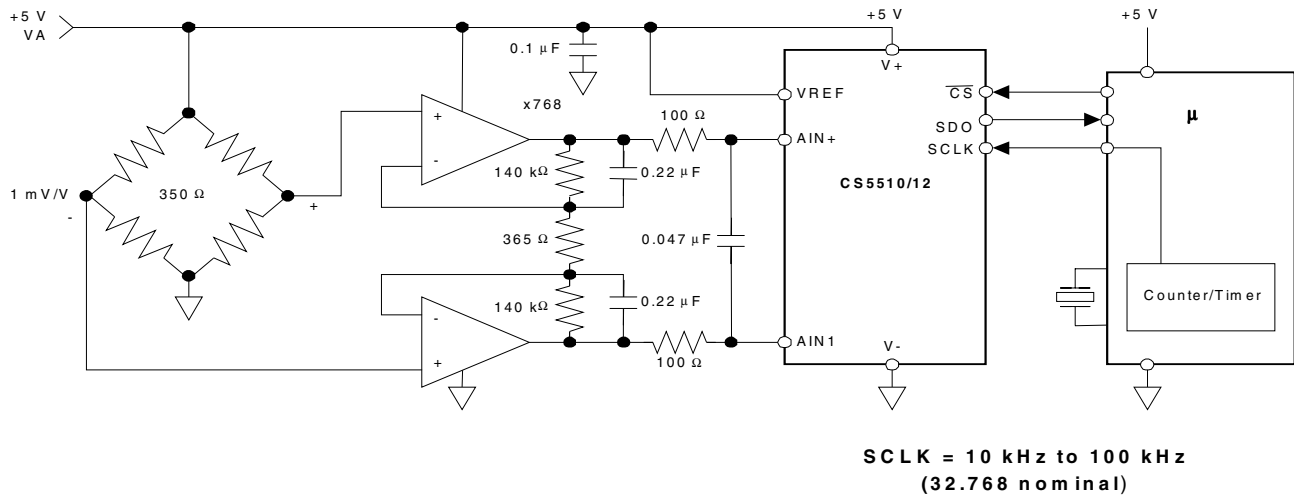 +5 V
VA
0.1 μF
+5 V
+5 V
V+
VREF
CS
μ
x768
100 Ω
+
-
AIN+
SDO
SCLK
140 kΩ
0.22 μF
CS5510/12
1 mV/V
-
350 Ω
+
365 Ω
0.047 μF
140 kΩ
0.22 μF
Counter/Timer
-
+
100 Ω
AIN1
V-
SCLK = 10 kHz to 100 kHz
(32.768 nominal)